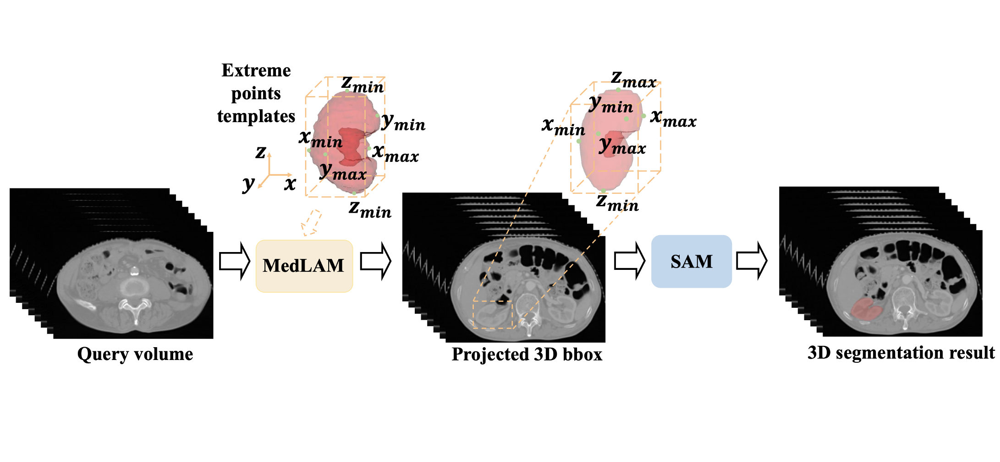 Extreme
points
templates
z_min
y_min
x_min
x_max
y_max
z_min
z
y
x
z_max
y_min
x_max
x_min
y_max
z_min
MedLAM
SAM
Query volume
Projected 3D bbox
3D segmentation result